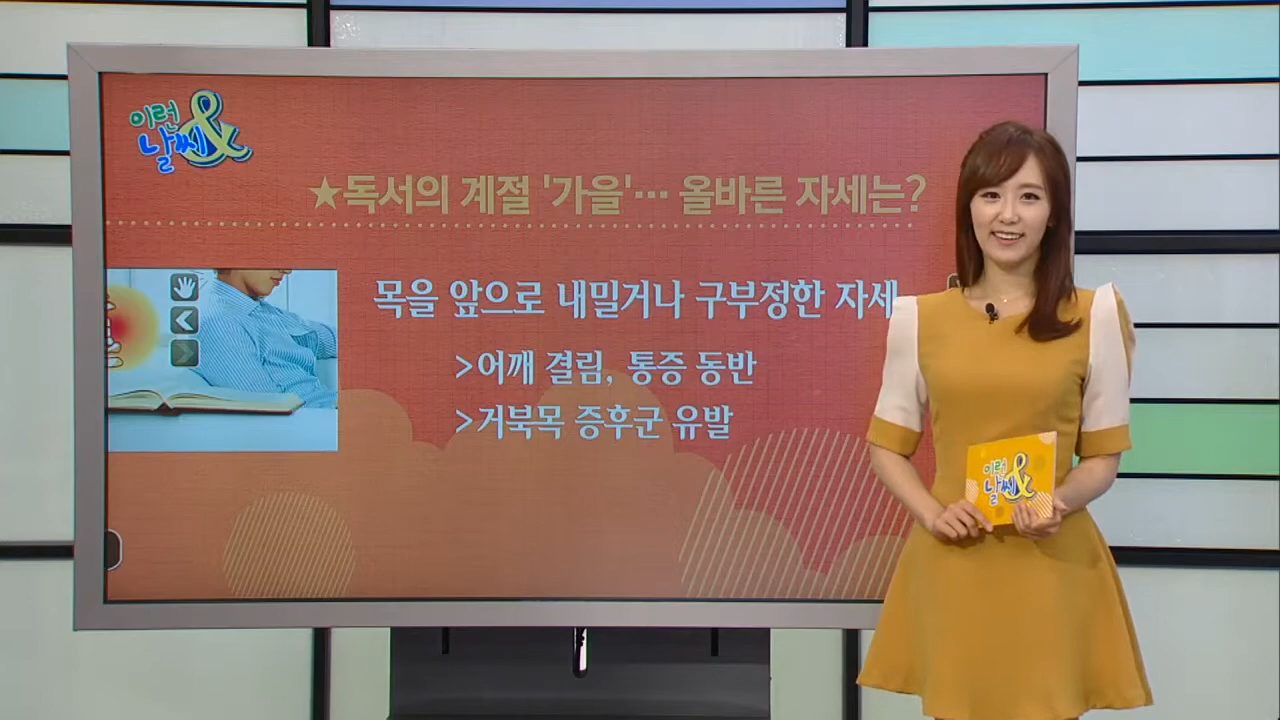 이런
날씨&
★독서의 계절 '가을'··· 올바른 자세는?
목을 앞으로 내밀거나 구부정한 자세
>어깨 결림, 통증 동반
>거북목 증후군 유발
이런
날씨&